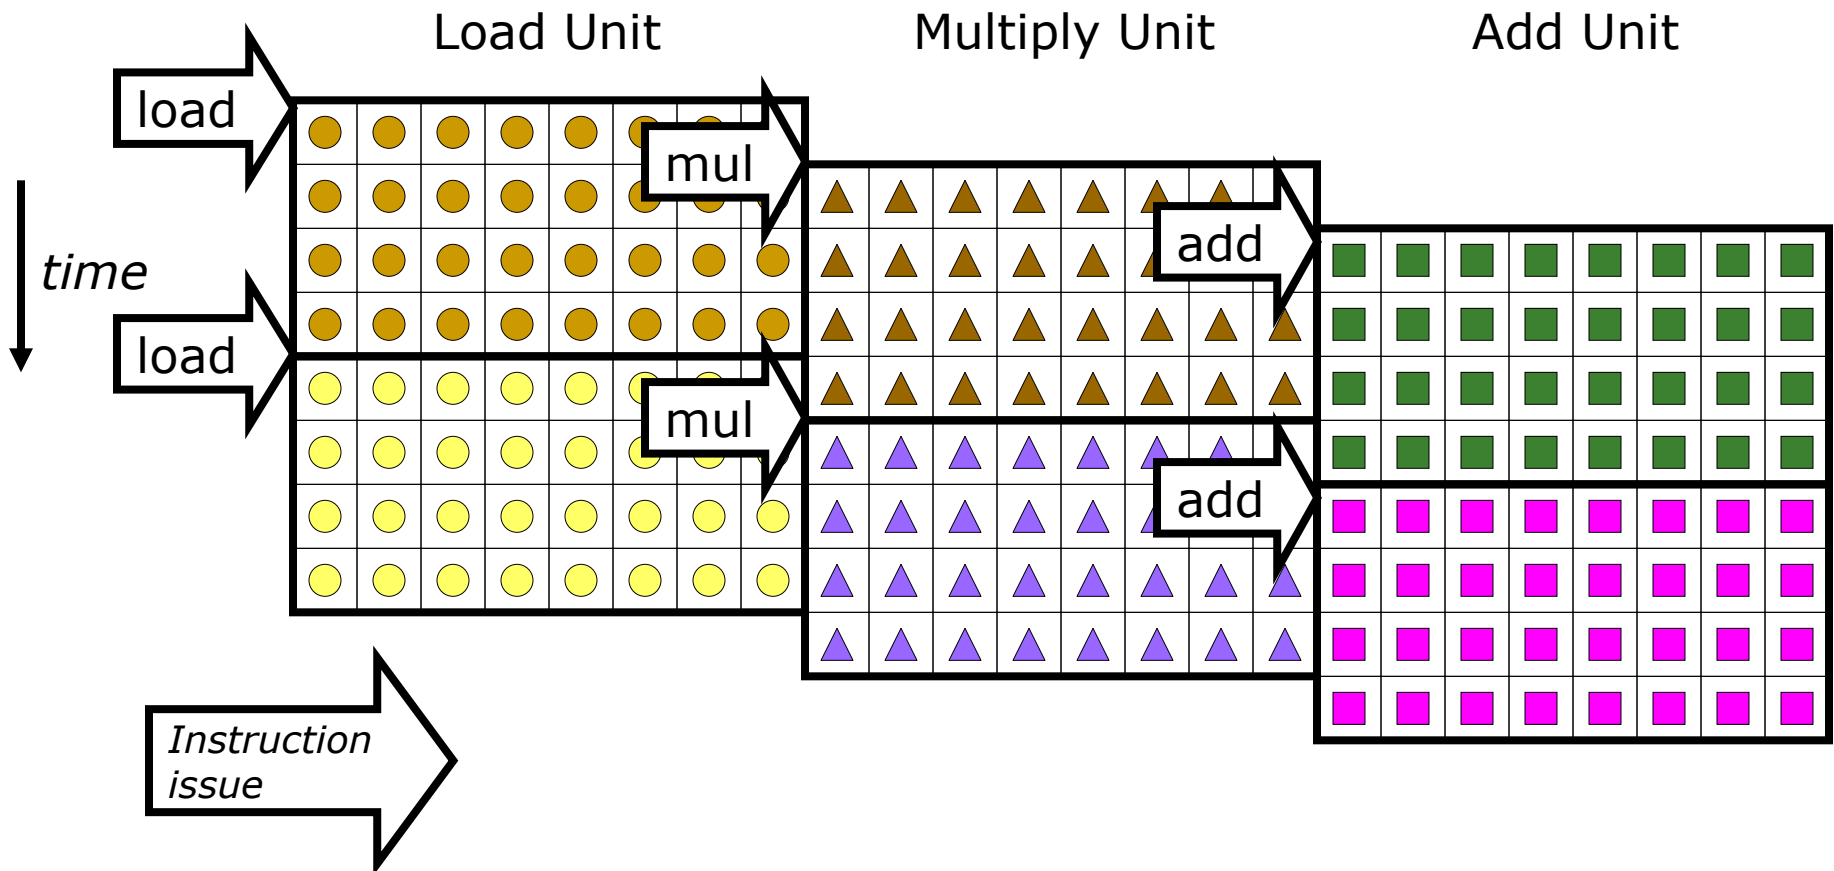 Load Unit
Multiply Unit
Add Unit
load
mul
add
time
load
mul
add
Instruction
issue